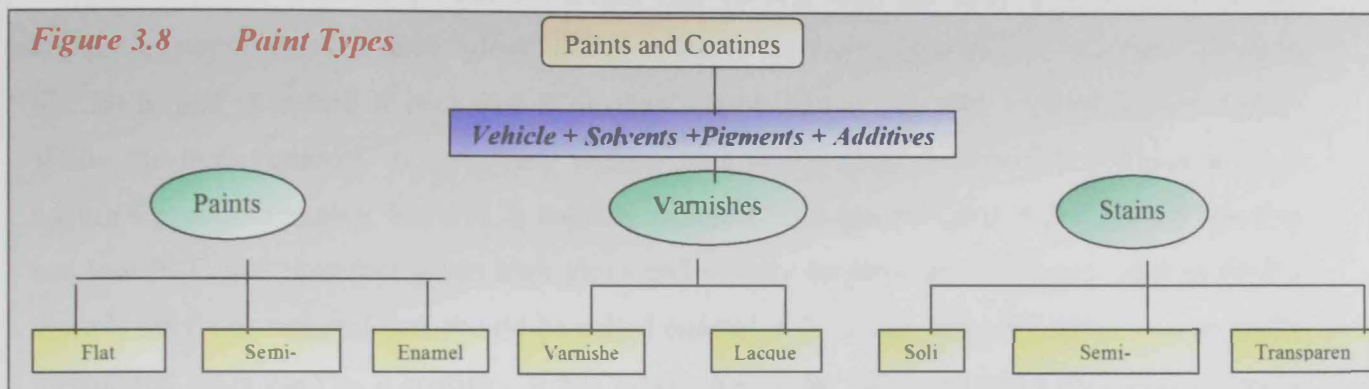 Figure 3.8 Paint Types
Paints and Coatings
Vehicle + Solvents +Pigments + Additives
Paints
Varnishes
Stains
Flat
Semi-
Enamel
Varnishe
Lacque
Soli
Semi-
Transparen